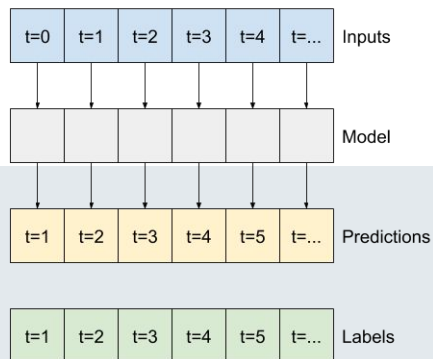 t=0 t=1 t=2 t=3 t=4 t=... Inputs
Model
t=1 t=2 t=3 t=4 t=5 t=... Predictions
t=1 t=2 t=3 t=4 t=5 t=... Labels